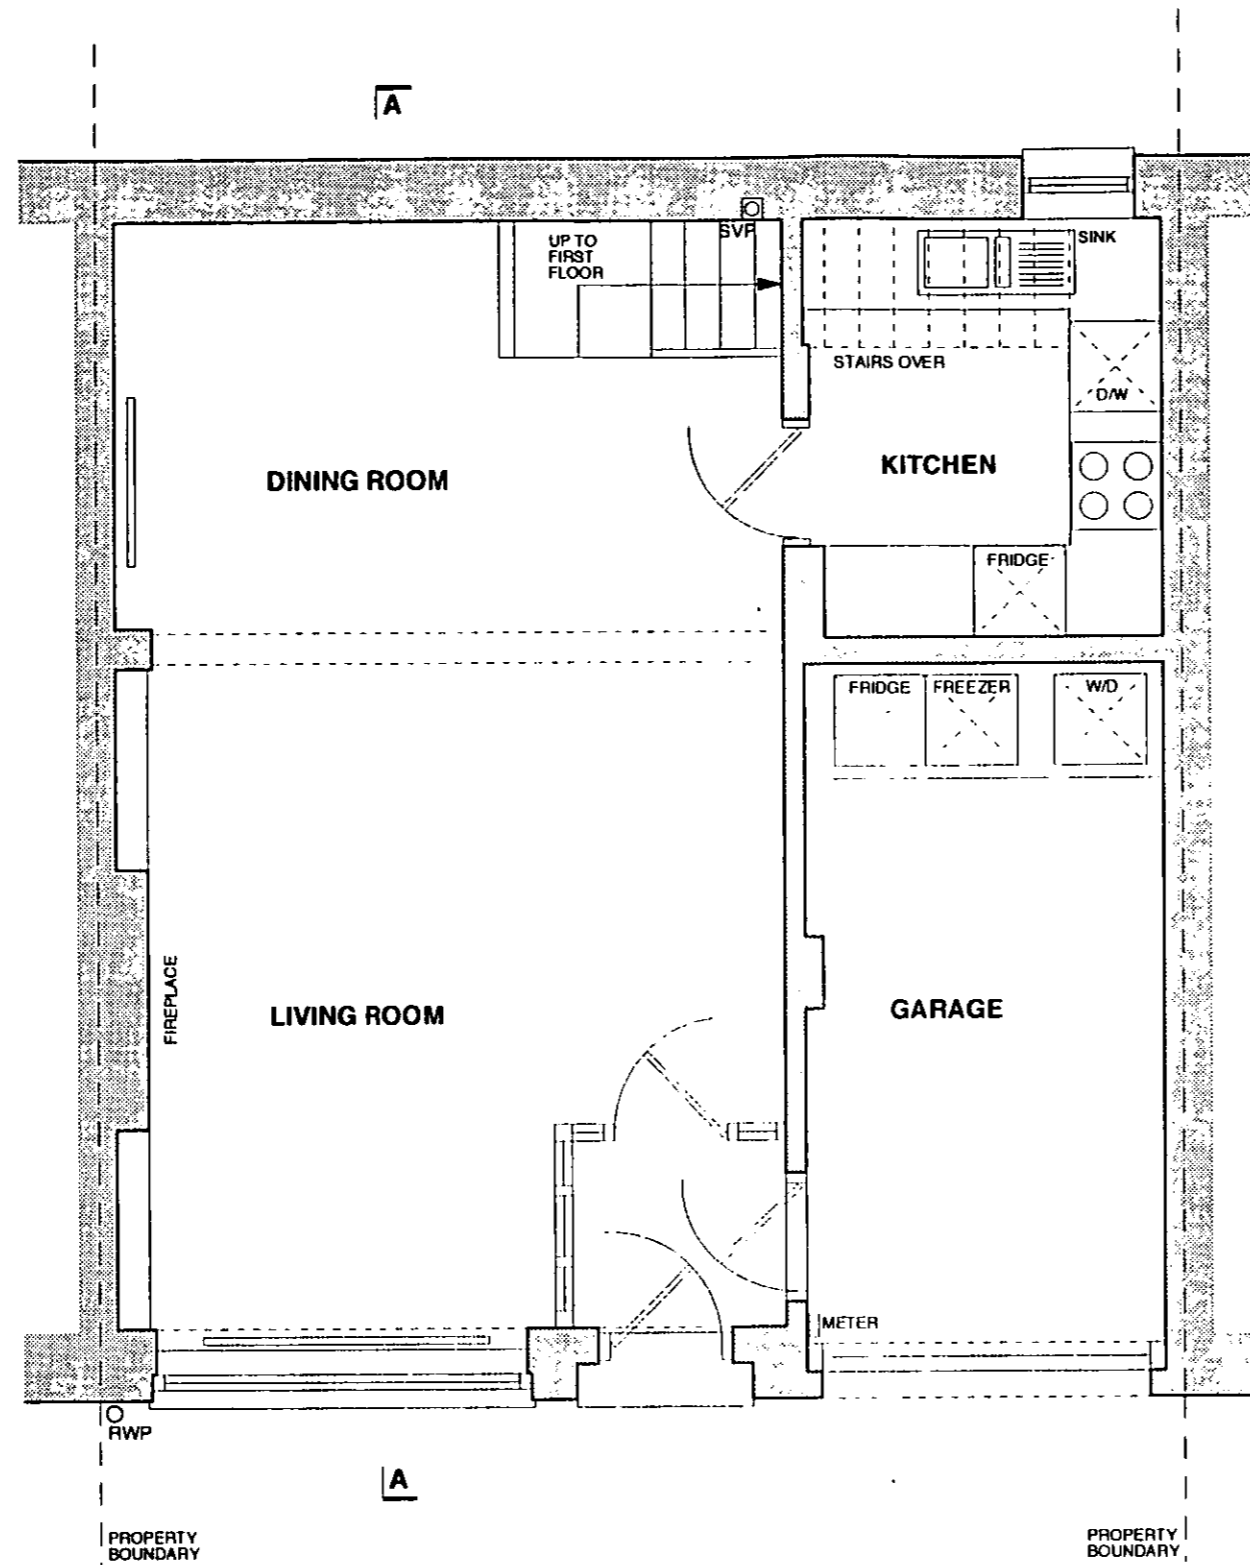 A
UP TO
FIRST
FLOOR
SVP
SINK
STAIRS OVER
D/W
DINING ROOM
KITCHEN
FRIDGE
FRIDGE
FREEZER
W/D
FIREPLACE
LIVING ROOM
GARAGE
METER
RWP
A
PROPERTY
BOUNDARY
PROPERTY
BOUNDARY